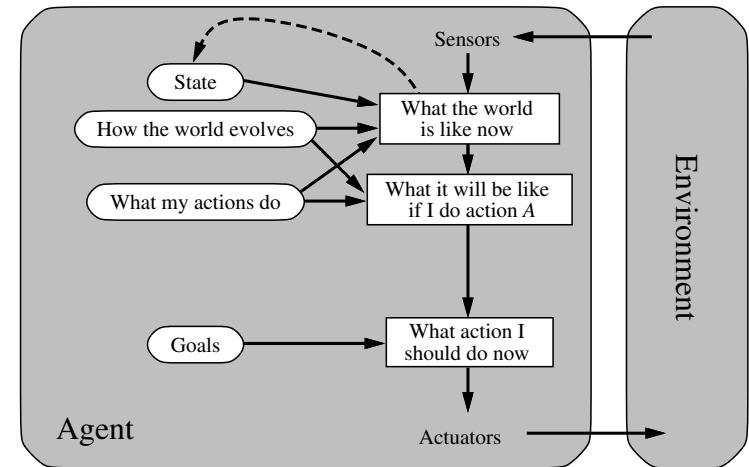 Sensors
State
What the world
is like now
How the world evolves
What it will be like
if I do action A
What my actions do
Environment
What action I
should do now
Goals
Agent
Actuators